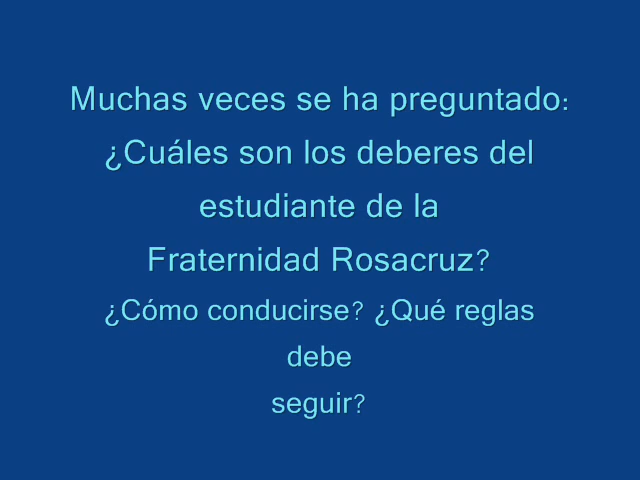 Muchas veces se ha preguntado:
¿Cuáles son los deberes del
estudiante de la
Fraternidad Rosacruz?
¿Cómo conducirse? ¿Qué reglas
debe
seguir?